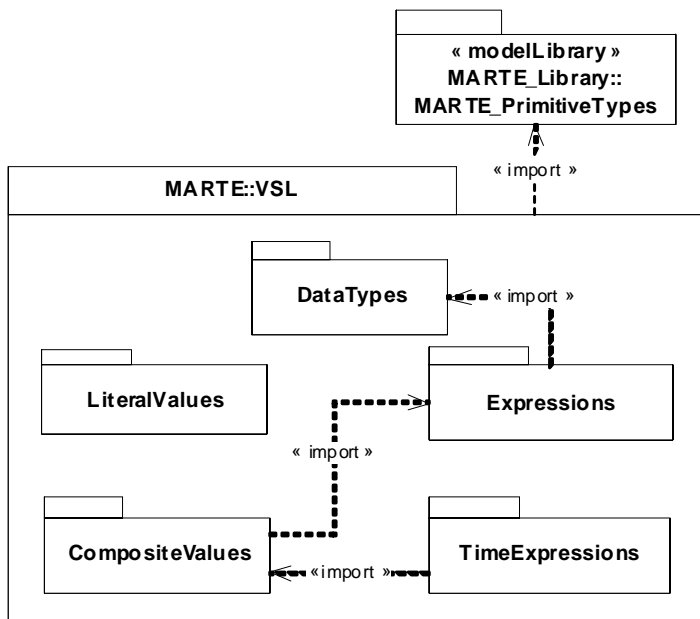 « modelLibrary »
MARTE_Library::
MARTE_PrimitiveTypes
« import »
MARTE::VSL
DataTypes
« import »
LiteralValues
Expressions
« import »
CompositeValues
« import »
TimeExpressions